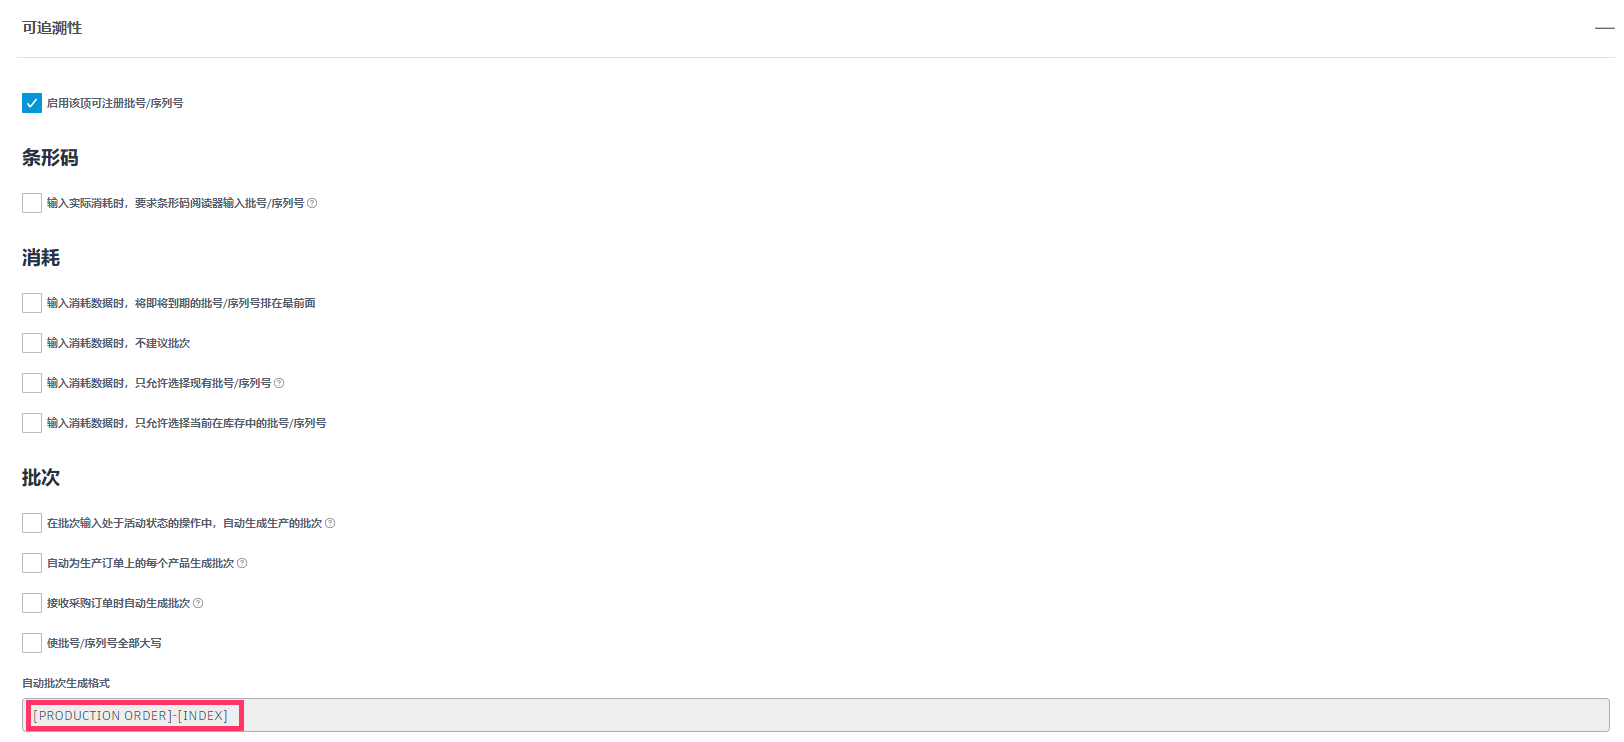 可追溯性
启用该项可注册批号/序列号
条形码
输入实际消耗时，要求条形码阅读器输入批号/序列号
消耗
输入消耗数据时，将即将到期的批号/序列号排在最前面
输入消耗数据时，不建议批次
输入消耗数据时，只允许选择现有批号/序列号
输入消耗数据时，只允许选择当前在库存中的批号/序列号
批次
在批次输入处于活动状态的操作中，自动生成生产的批次
自动为生产订单上的每个产品生成批次
接收采购订单时自动生成批次
使批号/序列号全部大写
自动批次生成格式
[PRODUCTION ORDER]-[INDEX]